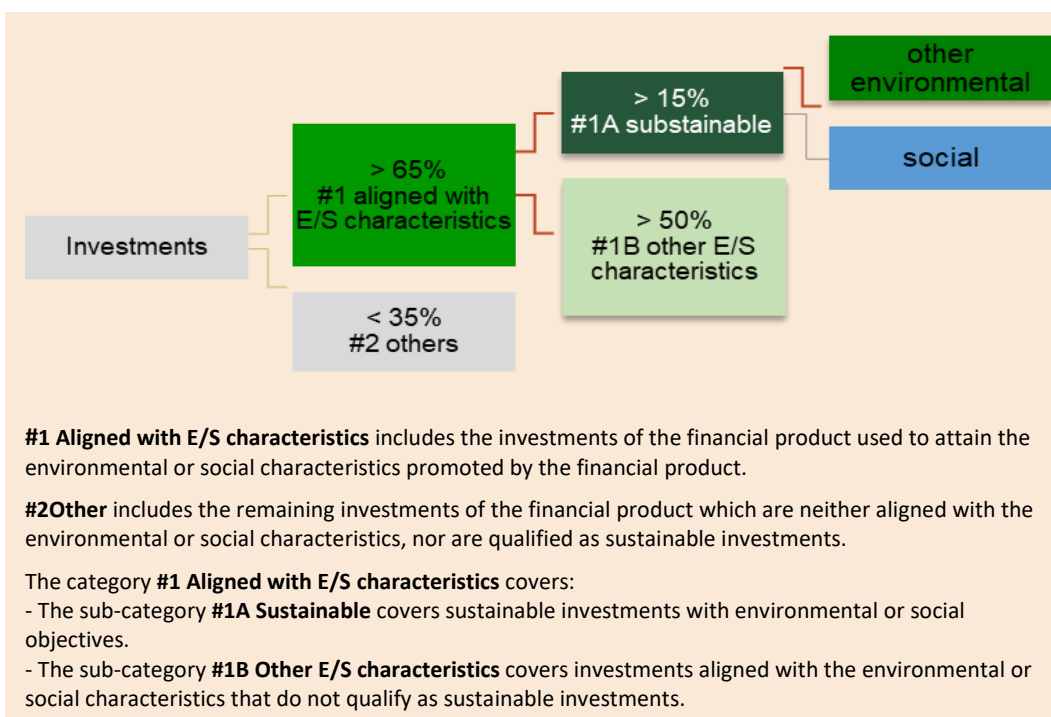 other
environmental
> 15%
#1A substainable
> 65%
#1 aligned with
E/S characteristics
social
> 50%
#1B other E/S
characteristics
Investments
< 35%
#2 others
#1 Aligned with E/S characteristics includes the investments of the financial product used to attain the
environmental or social characteristics promoted by the financial product.
#2Other includes the remaining investments of the financial product which are neither aligned with the
environmental or social characteristics, nor are qualified as sustainable investments.
The category #1 Aligned with E/S characteristics covers:
- The sub-category #1A Sustainable covers sustainable investments with environmental or social
objectives.
- The sub-category #1B Other E/S characteristics covers investments aligned with the environmental or
social characteristics that do not qualify as sustainable investments.